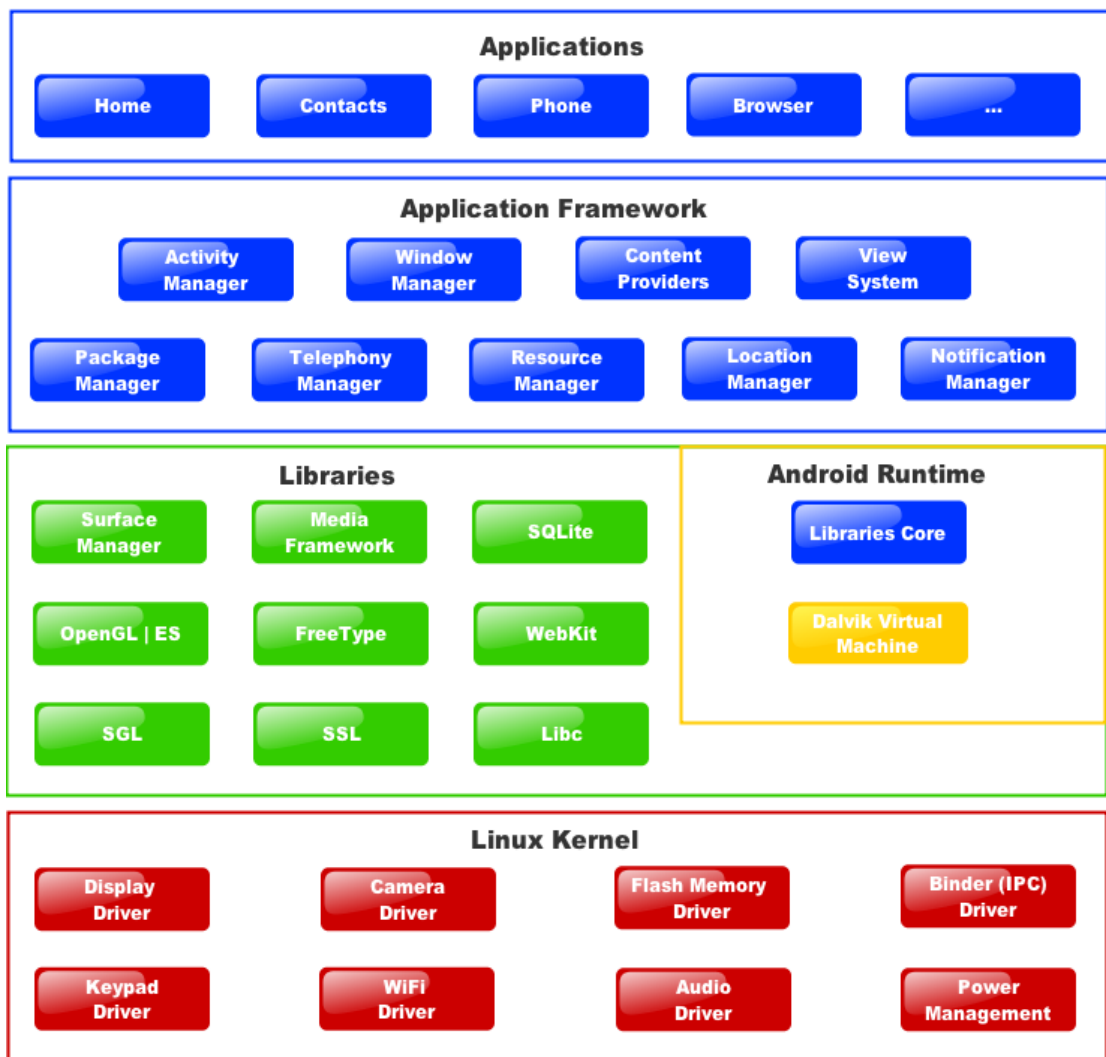 Applications
Home
Contacts
Phone
Browser
...
Application Framework
Activity
Manager
Window
Manager
Content
Providers
View
System
Package
Manager
Telephony
Manager
Resource
Manager
Location
Manager
Notification
Manager
Libraries
Surface
Manager
Media
Framework
SQLite
OpenGL | ES
FreeType
WebKit
SGL
SSL
Libc
Android Runtime
Libraries Core
Dalvik Virtual
Machine
Linux Kernel
Display
Driver
Camera
Driver
Flash Memory
Driver
Binder (IPC)
Driver
Keypad
Driver
WiFi
Driver
Audio
Driver
Power
Management